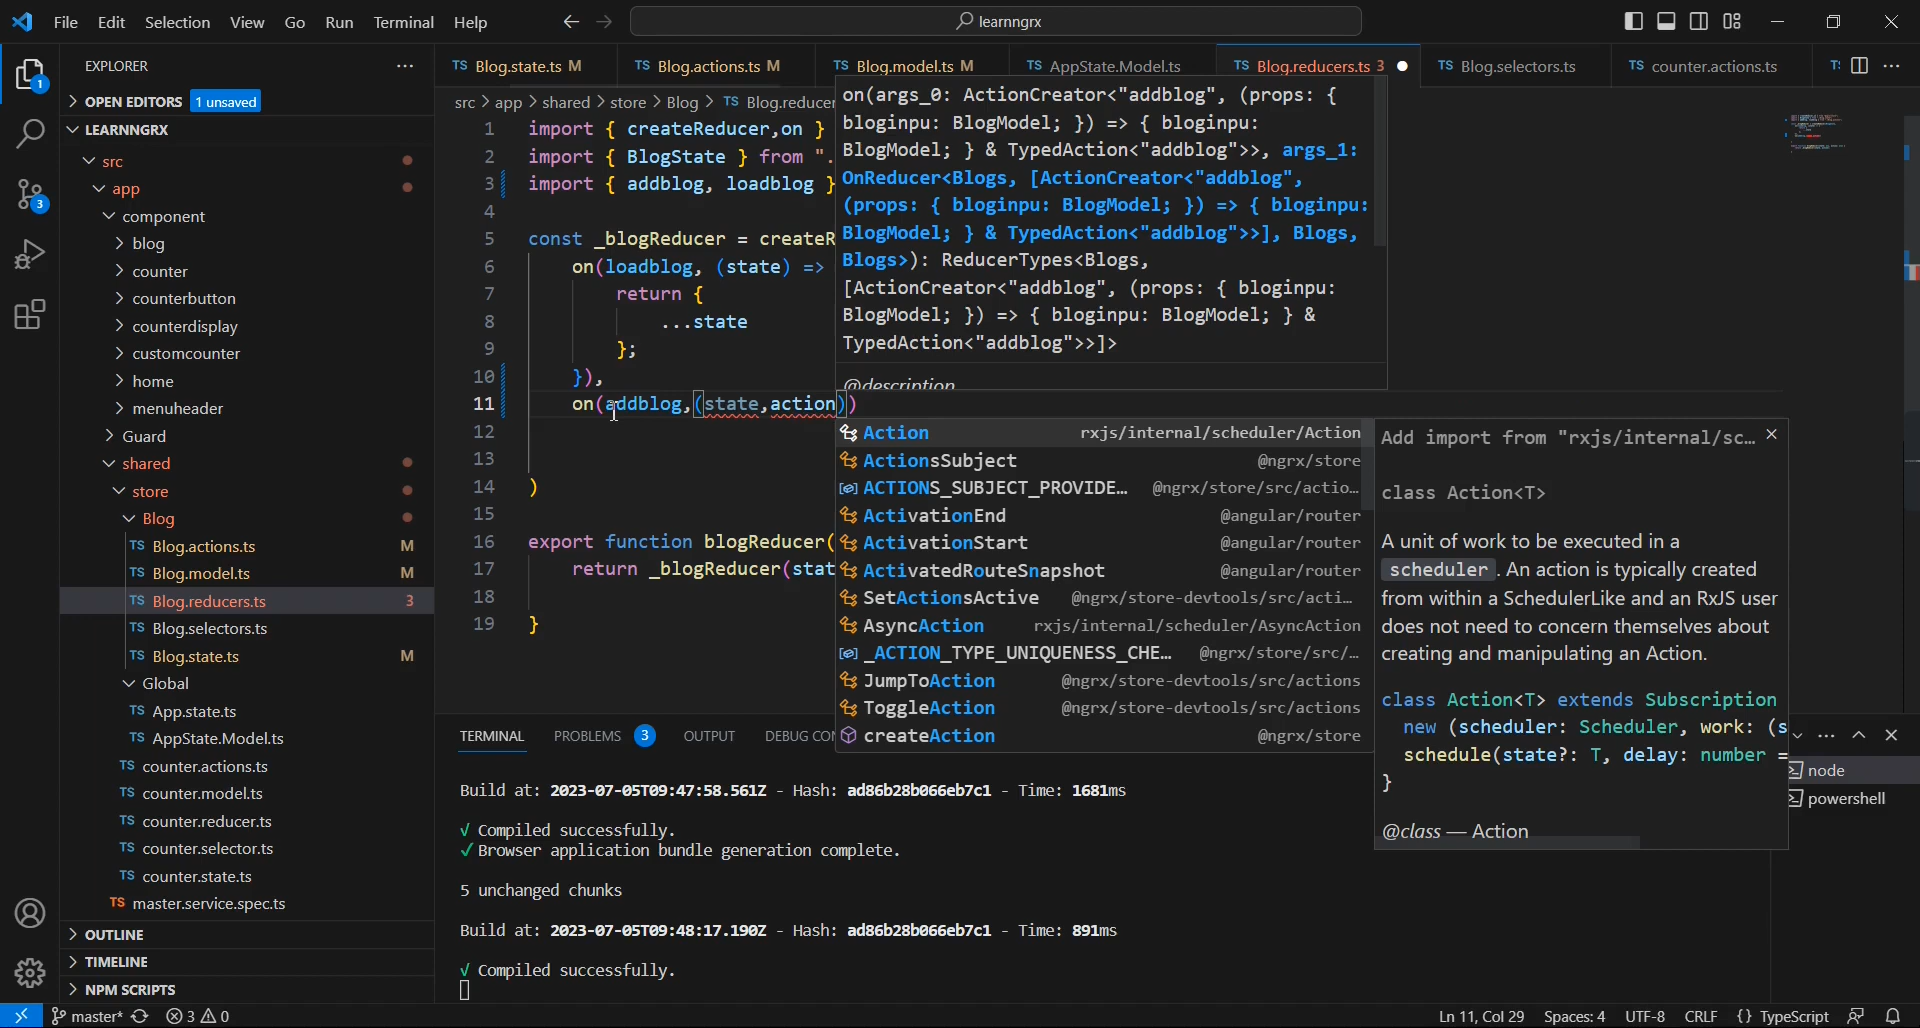 File Edit Selection View Go Run Terminal Help
learnngrx
EXPLORER
OPEN EDITORS 1 unsaved
LEARNNGRX
src
app
component
blog
counter
counterbutton
counterdisplay
customcounter
home
menuheader
Guard
shared
store
Blog
TS Blog.actions.ts M
TS Blog.model.ts M
TS Blog.reducers.ts 3
TS Blog.selectors.ts
TS Blog.state.ts M
Global
TS App.state.ts
TS AppState.Model.ts
TS counter.actions.ts
TS counter.model.ts
TS counter.reducer.ts
TS counter.selector.ts
TS counter.state.ts
TS master.service.spec.ts
OUTLINE
TIMELINE
NPM SCRIPTS
1
3
TS Blog.state.ts M TS Blog.actions.ts M TS Blog.model.ts M TS AppState.Model.ts TS Blog.reducers.ts 3 TS Blog.selectors.ts TS counter.actions.ts
src > app > shared > store > Blog > TS Blog.reducer
1 import { createReducer,on }
2 import { BlogState } from ".
3 import { addblog, loadblog }
4
5 const _blogReducer = createR
6 on(loadblog, (state) =>
7 return {
8 ...state
9 };
10 }),
11 on(addblog,(state,action))
12
13
14 )
15
16 export function blogReducer(
17 return _blogReducer(stat
18
19 }
on(args_0: ActionCreator<"addblog", (props: {
bloginpu: BlogModel; }) => { bloginpu:
BlogModel; } & TypedAction<"addblog">>, args_1:
OnReducer<Blogs, [ActionCreator<"addblog",
(props: { bloginpu: BlogModel; }) => { bloginpu:
BlogModel; } & TypedAction<"addblog">>], Blogs,
Blogs>): ReducerTypes<Blogs,
[ActionCreator<"addblog", (props: { bloginpu:
BlogModel; }) => { bloginpu: BlogModel; } &
TypedAction<"addblog">>]>
@description
Action rxjs/internal/scheduler/Action
ActionsSubject @ngrx/store
ACTIONS_SUBJECT_PROVIDE… @ngrx/store/src/actio…
ActivationEnd @angular/router
ActivationStart @angular/router
ActivatedRouteSnapshot @angular/router
SetActionsActive @ngrx/store-devtools/src/acti…
AsyncAction rxjs/internal/scheduler/AsyncAction
_ACTION_TYPE_UNIQUENESS_CHE… @ngrx/store/src/…
JumpToAction @ngrx/store-devtools/src/actions
ToggleAction @ngrx/store-devtools/src/actions
createAction @ngrx/store
Add import from "rxjs/internal/sc…
class Action<T>
A unit of work to be executed in a
scheduler . An action is typically created
from within a SchedulerLike and an RxJS user
does not need to concern themselves about
creating and manipulating an Action.
class Action<T> extends Subscription
new (scheduler: Scheduler, work: (s
schedule(state?: T, delay: number =
}
@class — Action
TERMINAL PROBLEMS 3 OUTPUT DEBUG CON
Build at: 2023-07-05T09:47:58.561Z - Hash: ad86b28b066eb7c1 - Time: 1681ms
√ Compiled successfully.
√ Browser application bundle generation complete.
5 unchanged chunks
Build at: 2023-07-05T09:48:17.190Z - Hash: ad86b28b066eb7c1 - Time: 891ms
√ Compiled successfully.
node
powershell
master* 3 0 Ln 11, Col 29 Spaces: 4 UTF-8 CRLF {} TypeScript